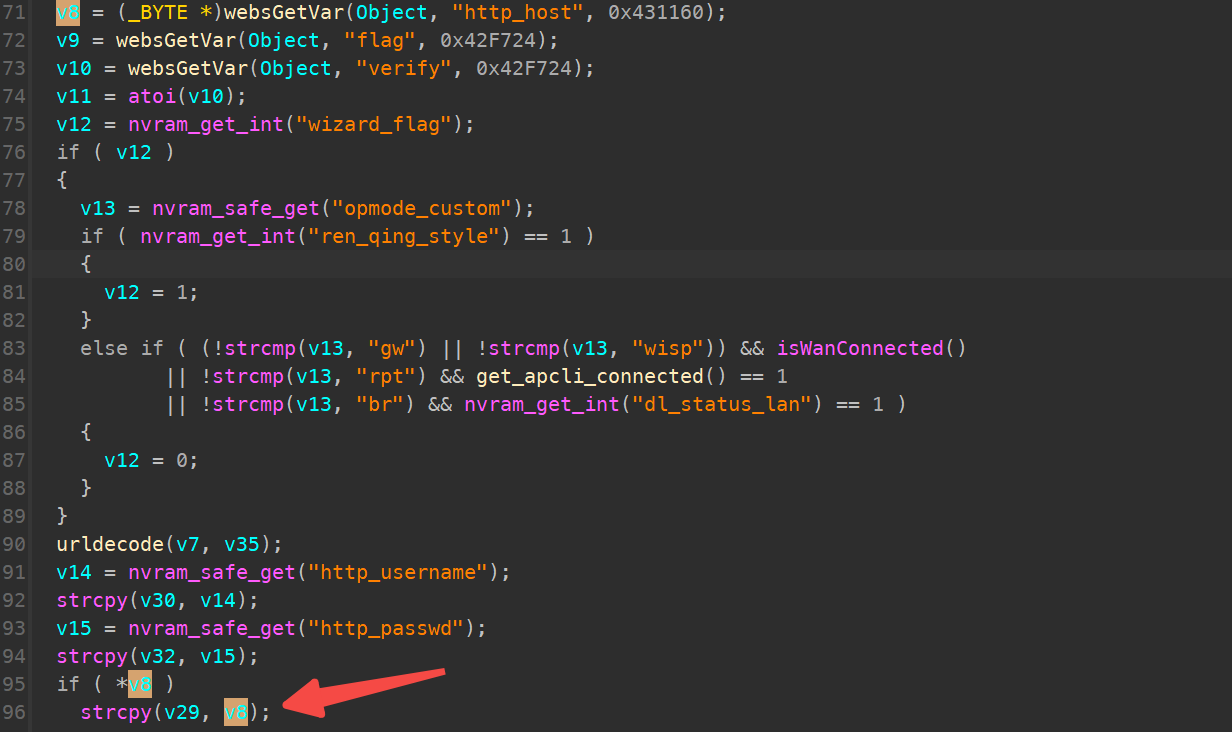 71 v8 = (_BYTE *)websGetVar(Object, "http_host", 0x431160);
72 v9 = websGetVar(Object, "flag", 0x42F724);
73 v10 = websGetVar(Object, "verify", 0x42F724);
74 v11 = atoi(v10);
75 v12 = nvram_get_int("wizard_flag");
76 if ( v12 )
77 {
78 v13 = nvram_safe_get("opmode_custom");
79 if ( nvram_get_int("ren_qing_style") == 1 )
80 {
81 v12 = 1;
82 }
83 else if ( (!strcmp(v13, "gw") || !strcmp(v13, "wisp")) && isWanConnected()
84 || !strcmp(v13, "rpt") && get_apcli_connected() == 1
85 || !strcmp(v13, "br") && nvram_get_int("dl_status_lan") == 1 )
86 {
87 v12 = 0;
88 }
89 }
90 urldecode(v7, v35);
91 v14 = nvram_safe_get("http_username");
92 strcpy(v30, v14);
93 v15 = nvram_safe_get("http_passwd");
94 strcpy(v32, v15);
95 if ( *v8 )
96 strcpy(v29, v8);